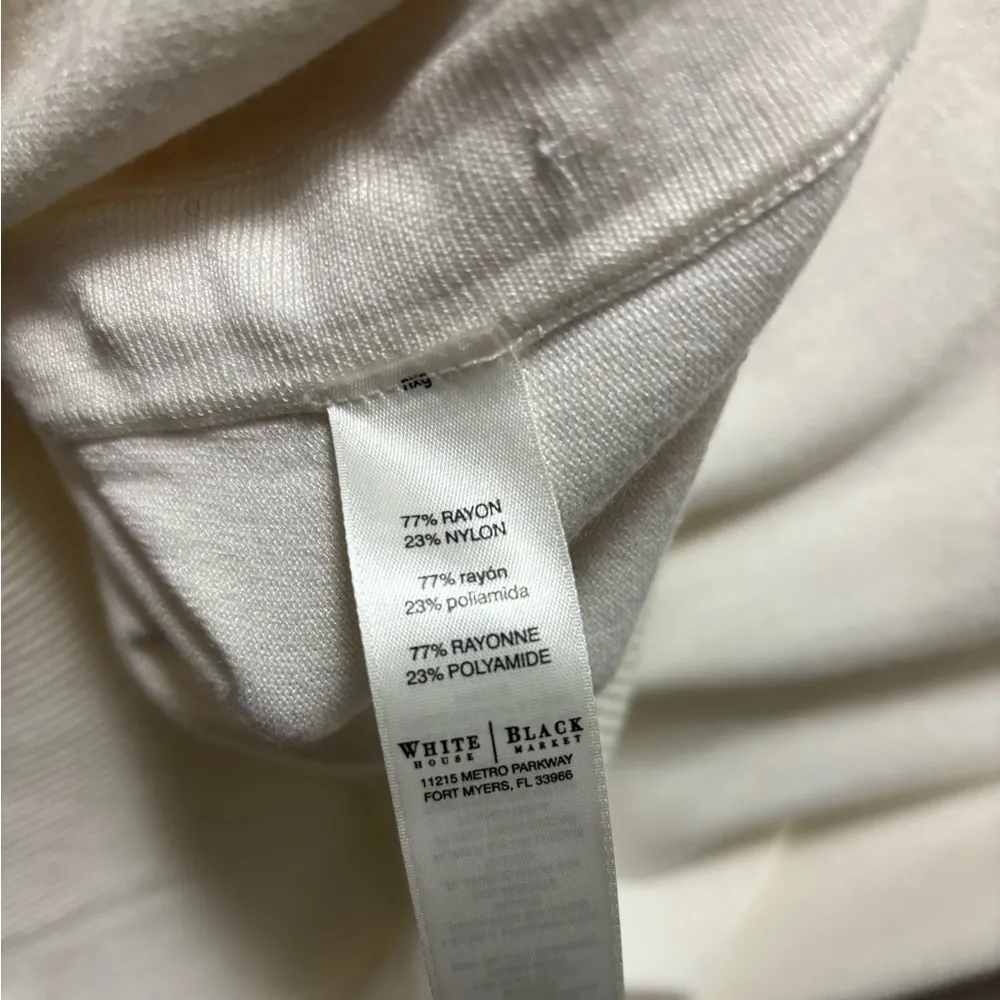 77% RAYON
23% NYLON
77% rayón
23% poliamida
77% RAYONNE
23% POLYAMIDE
WHITE HOUSE | BLACK MARKET
11215 METRO PARKWAY
FORT MYERS, FL 33966